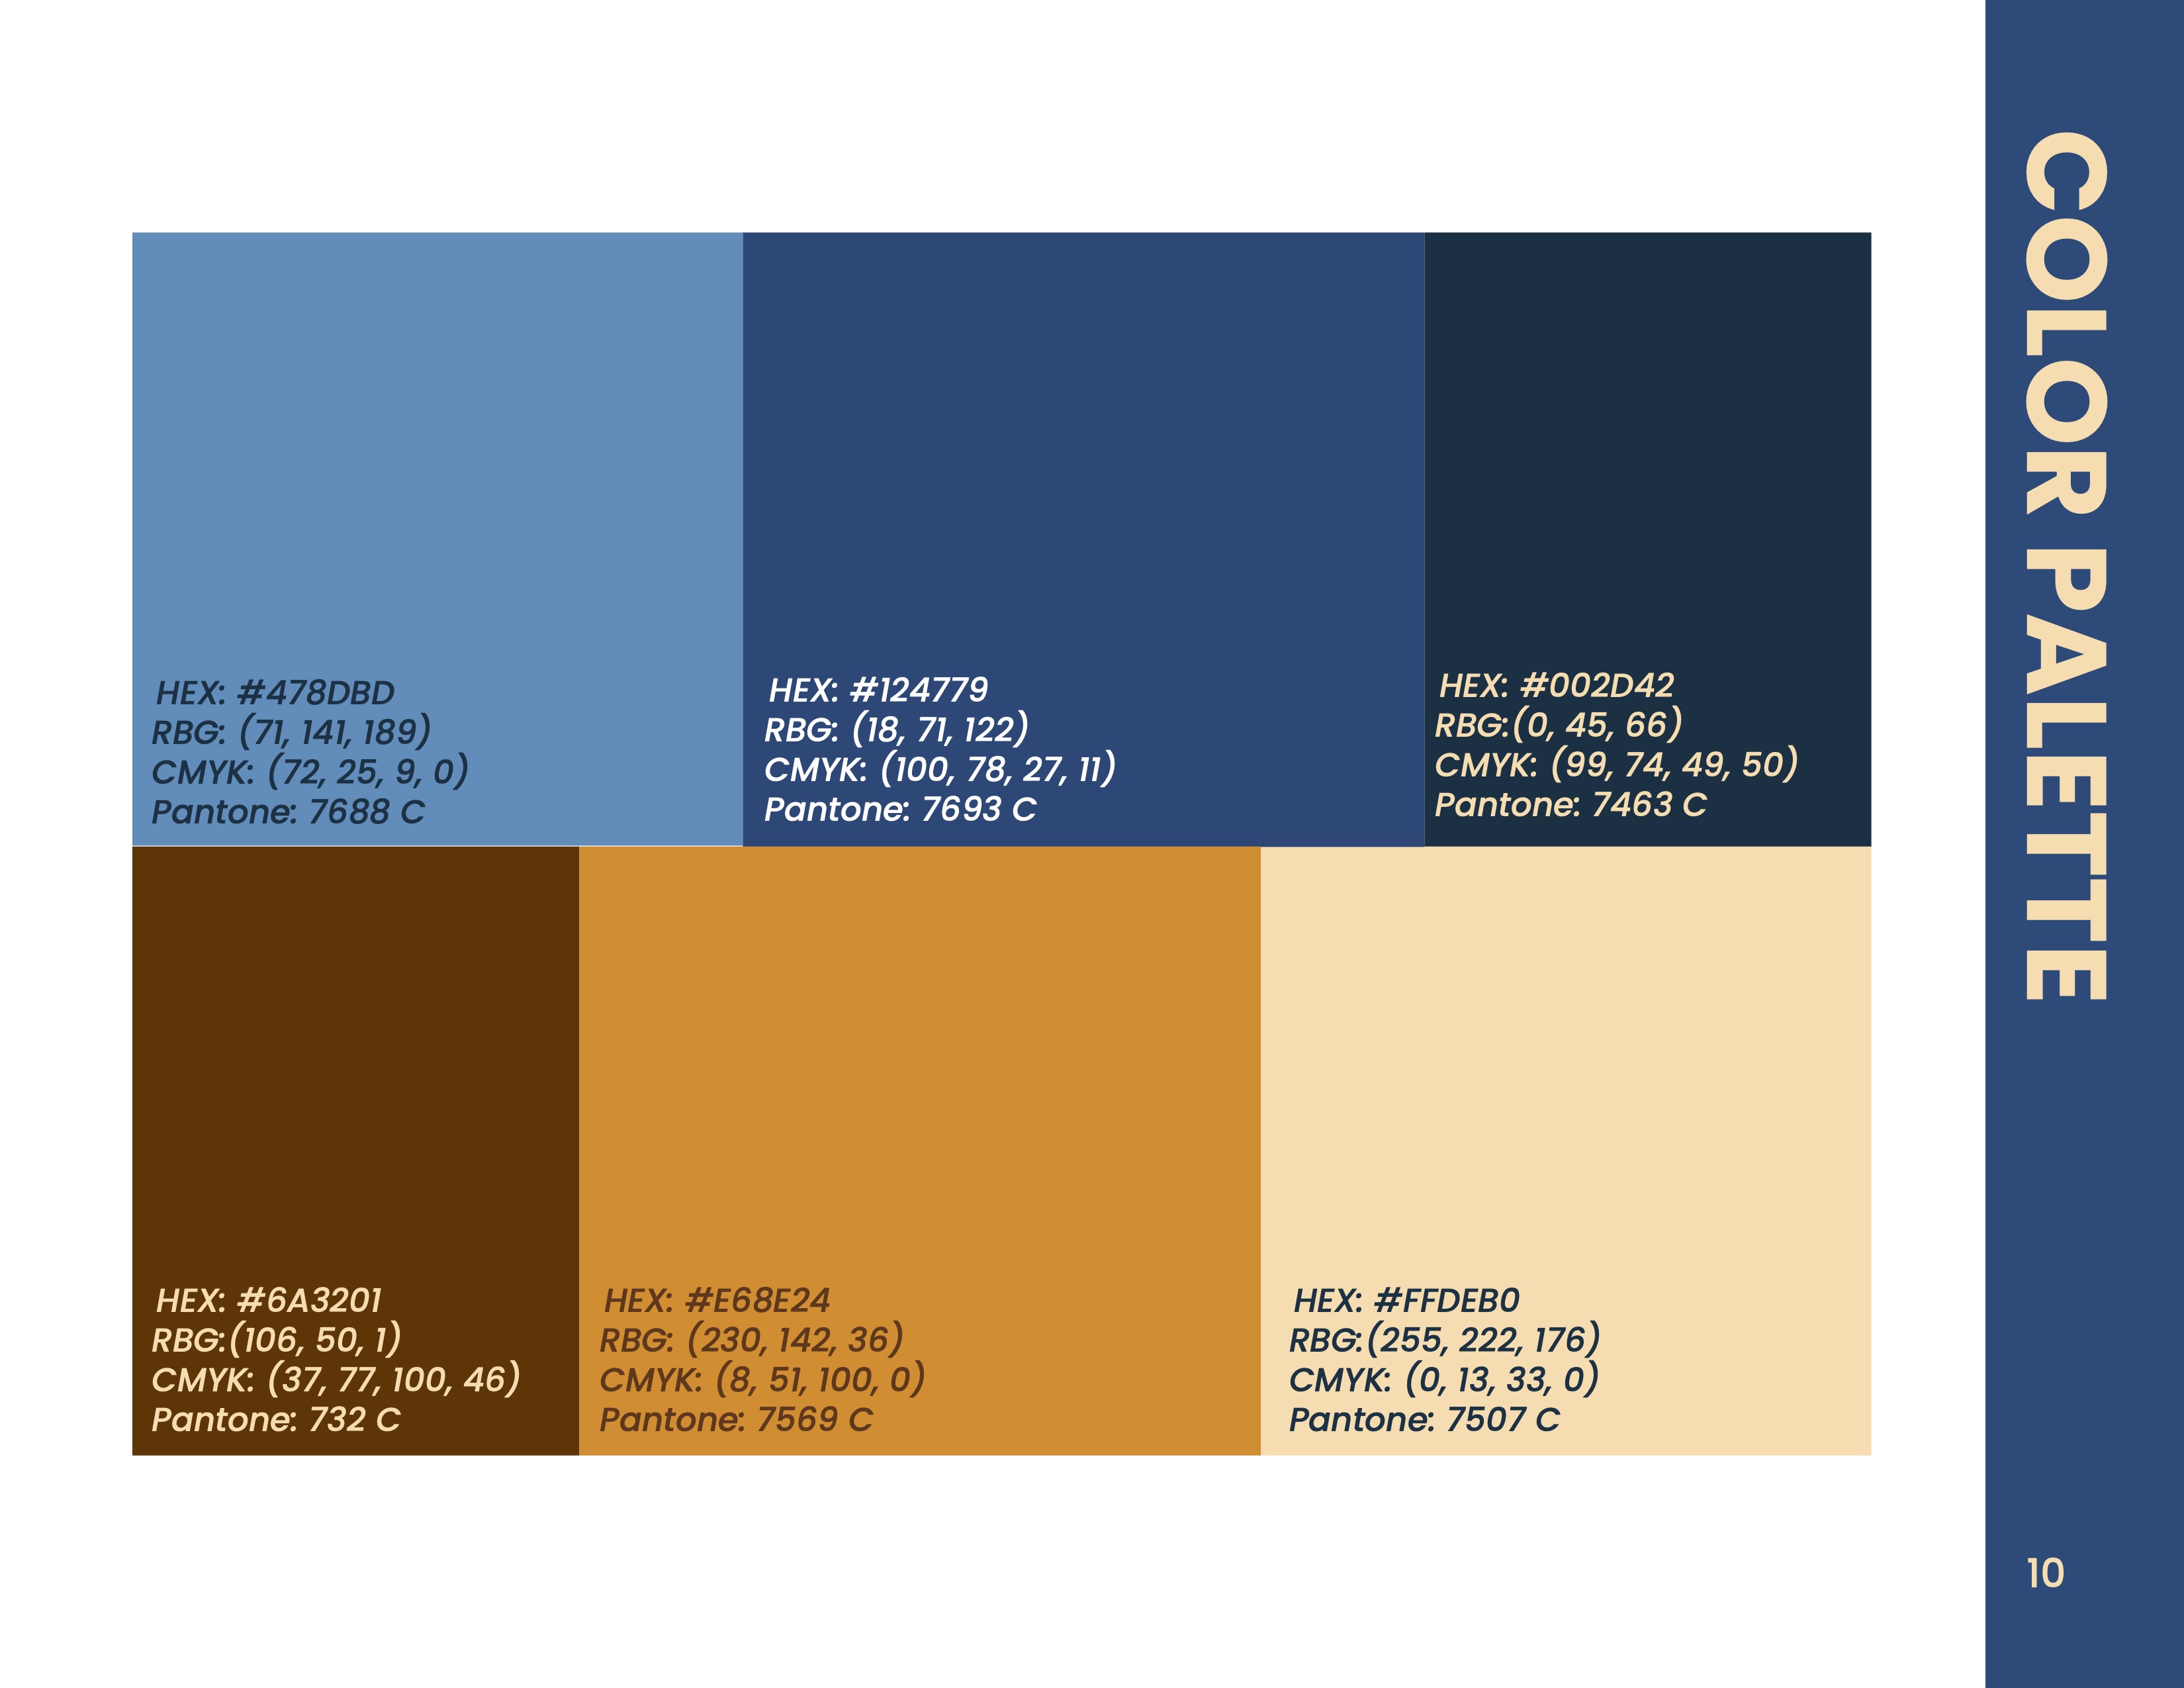 HEX: #478DBD
RBG: (71, 141, 189)
CMYK: (72, 25, 9, 0)
Pantone: 7688 C
HEX: #124779
RBG: (18, 71, 122)
CMYK: (100, 78, 27, 11)
Pantone: 7693 C
HEX: #002D42
RBG:(0, 45, 66)
CMYK: (99, 74, 49, 50)
Pantone: 7463 C
HEX: #6A3201
RBG:(106, 50, 1)
CMYK: (37, 77, 100, 46)
Pantone: 732 C
HEX: #E68E24
RBG: (230, 142, 36)
CMYK: (8, 51, 100, 0)
Pantone: 7569 C
HEX: #FFDEB0
RBG:(255, 222, 176)
CMYK: (0, 13, 33, 0)
Pantone: 7507 C
COLOR PALETTE
10